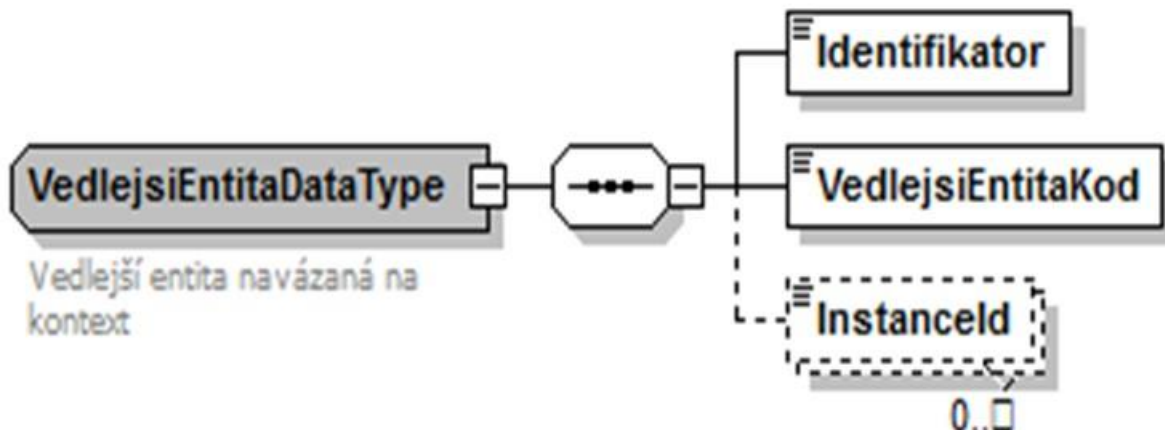 Identifikator
VedlejsiEntitaDataType
VedlejsiEntitaKod
Vedlejší entita navázaná na
kontext
InstanceId
0..□